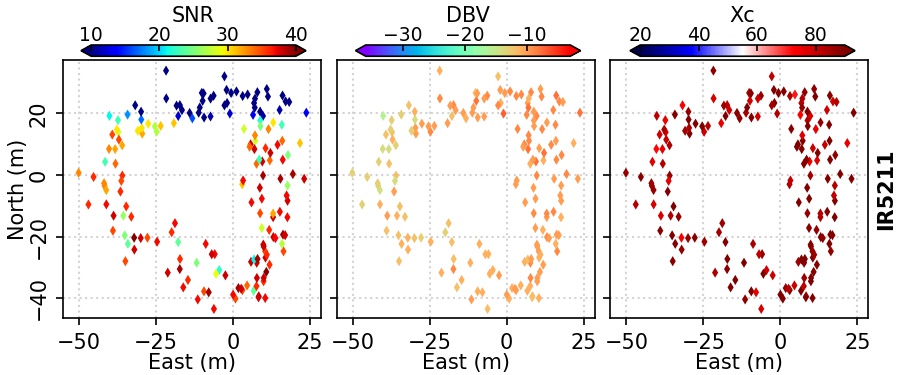 SNR DBV Xc
10 20 30 40 −30 −20 −10 20 40 60 80
20
0
−20
−40
North (m)
IR5211
−50 −25 0 25 −50 −25 0 25 −50 −25 0 25
East (m) East (m) East (m)